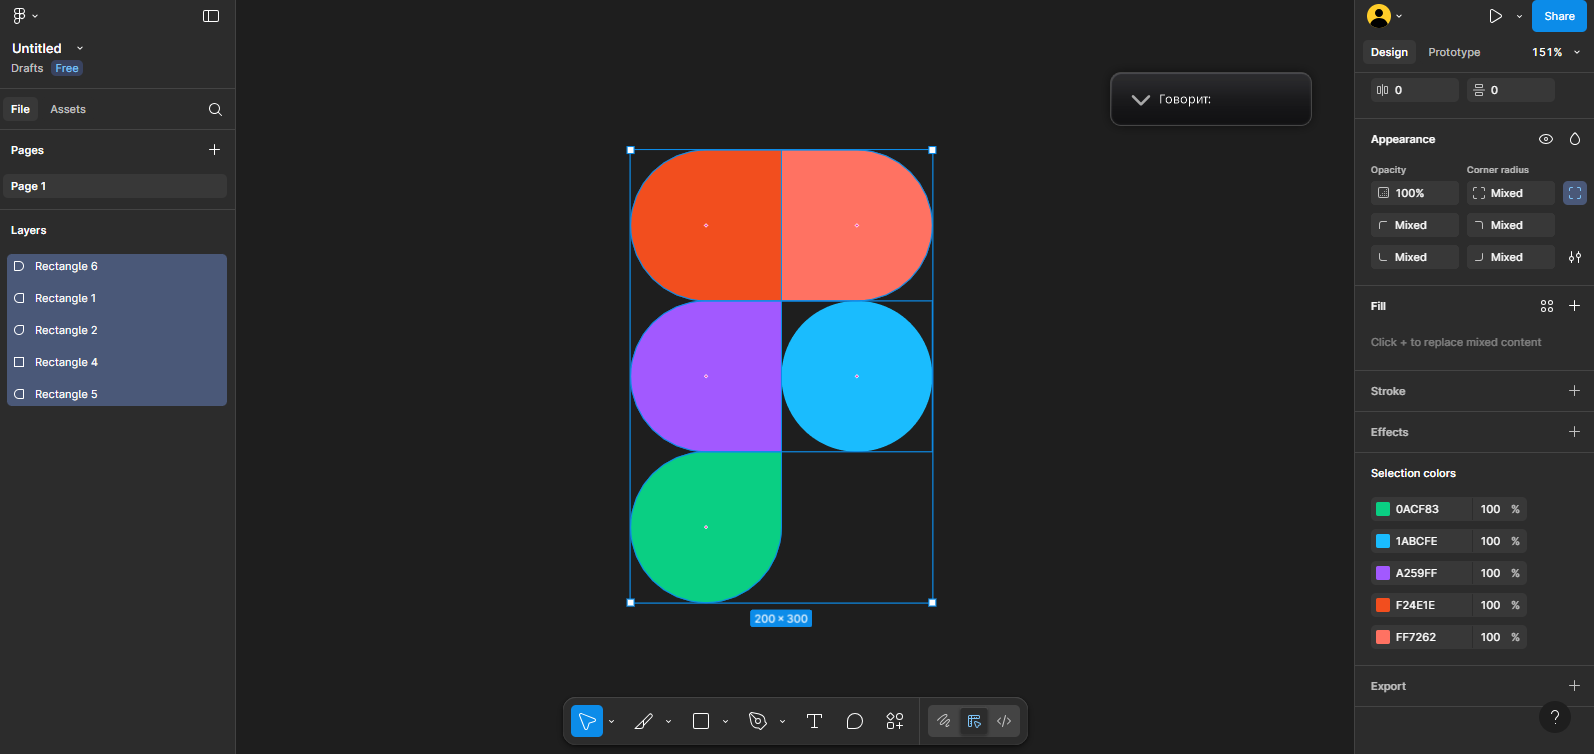 Untitled
Drafts Free
File Assets
Pages
Page 1
Layers
Rectangle 6
Rectangle 1
Rectangle 2
Rectangle 4
Rectangle 5
Говорит:
200 × 300
Share
Design Prototype 151%
0 0
Appearance
Opacity Corner radius
100% Mixed
Mixed Mixed
Mixed Mixed
Fill
Click + to replace mixed content
Stroke
Effects
Selection colors
0ACF83 100 %
1ABCFE 100 %
A259FF 100 %
F24E1E 100 %
FF7262 100 %
Export
?